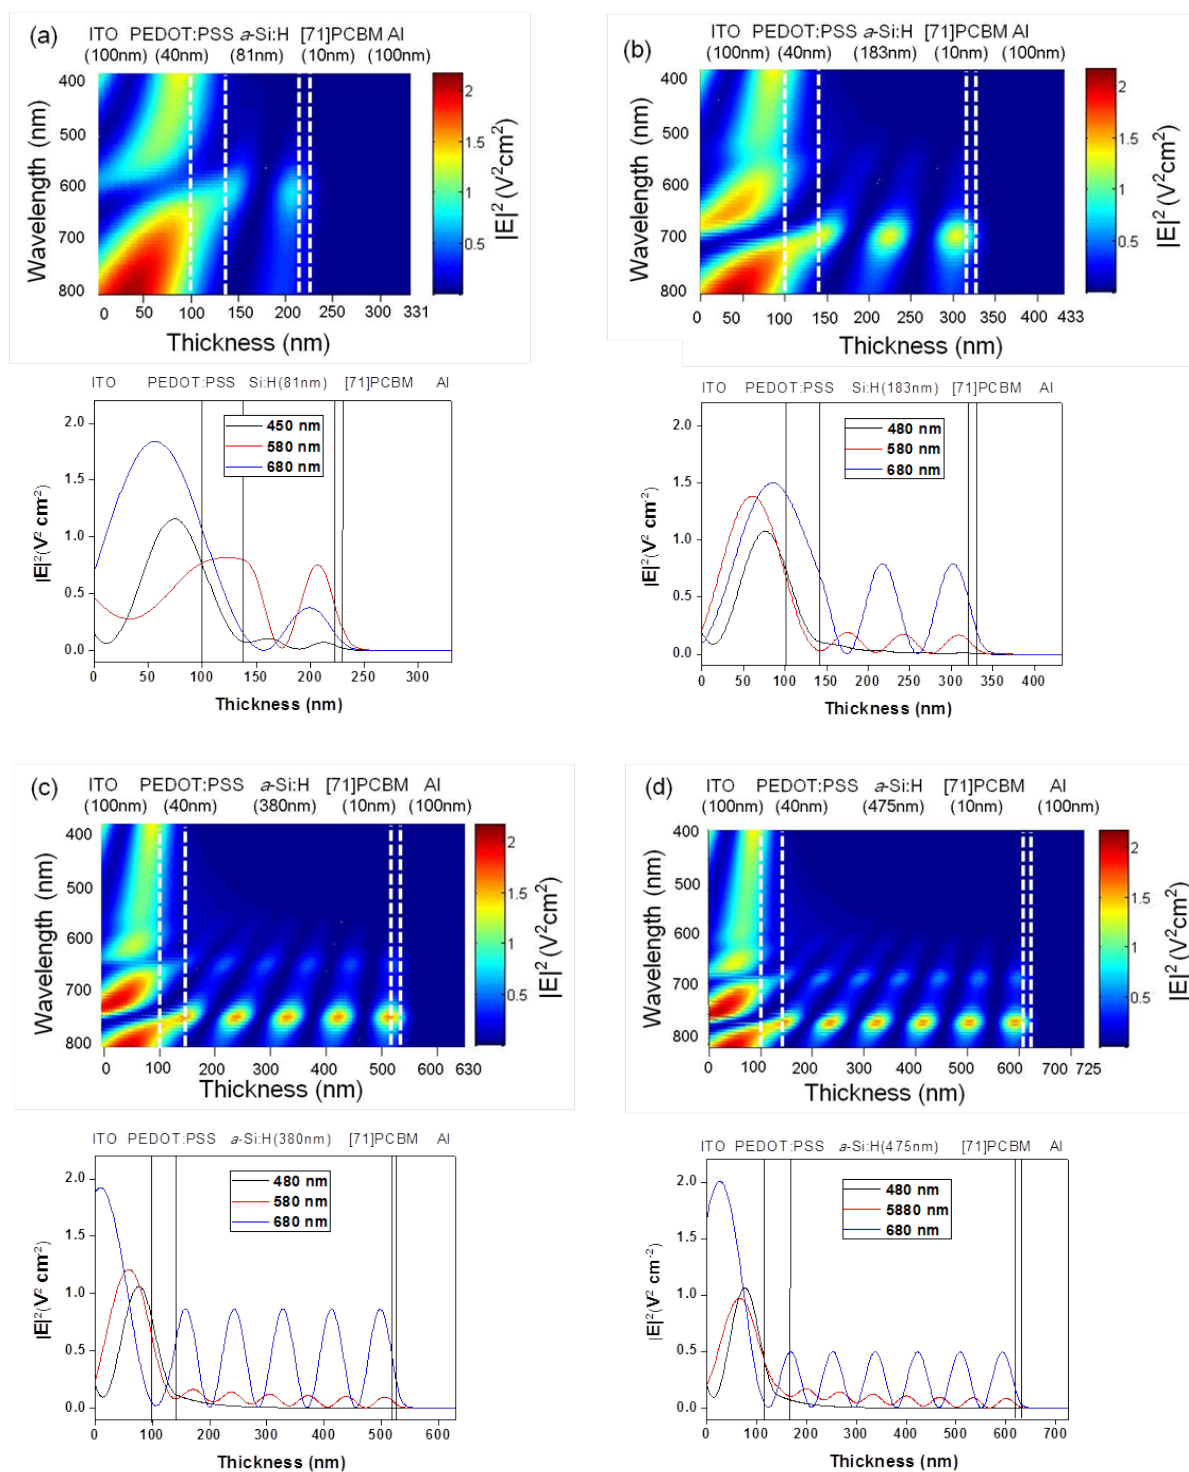 (a)
ITO PEDOT:PSS a-Si:H [71]PCBM Al
(100nm) (40nm) (81nm) (10nm) (100nm)
400
500
600
700
800
Wavelength (nm)
0 50 100 150 200 250 300 331
Thickness (nm)
2
1.5
1
0.5
|E|² (V²cm²)
ITO PEDOT:PSS Si:H(81nm) [71]PCBM Al
2.0
1.5
1.0
0.5
0.0
|E|²(V² cm⁻²)
450 nm
580 nm
680 nm
0 50 100 150 200 250 300
Thickness (nm)
(b)
ITO PEDOT:PSS a-Si:H [71]PCBM Al
(100nm) (40nm) (183nm) (10nm) (100nm)
400
500
600
700
800
Wavelength (nm)
0 50 100 150 200 250 300 350 400 433
Thickness (nm)
2
1.5
1
0.5
|E|² (V²cm²)
ITO PEDOT:PSS Si:H(183nm) [71]PCBM Al
2.0
1.5
1.0
0.5
0.0
|E|²(V² cm⁻²)
480 nm
580 nm
680 nm
0 50 100 150 200 250 300 350 400
Thickness (nm)
(c)
ITO PEDOT:PSS a-Si:H [71]PCBM Al
(100nm) (40nm) (380nm) (10nm) (100nm)
400
500
600
700
800
Wavelength (nm)
0 100 200 300 400 500 600 630
Thickness (nm)
2
1.5
1
0.5
|E|² (V²cm²)
ITO PEDOT:PSS a-Si:H(380nm) [71]PCBM Al
2.0
1.5
1.0
0.5
0.0
|E|²(V² cm⁻²)
480 nm
580 nm
680 nm
0 100 200 300 400 500 600
Thickness (nm)
(d)
ITO PEDOT:PSS a-Si:H [71]PCBM Al
(100nm) (40nm) (475nm) (10nm) (100nm)
400
500
600
700
800
Wavelength (nm)
0 100 200 300 400 500 600 700 725
Thickness (nm)
2
1.5
1
0.5
|E|² (V²cm²)
ITO PEDOT:PSS a-Si:H(475nm) [71]PCBM Al
2.0
1.5
1.0
0.5
0.0
|E|²(V² cm⁻²)
480 nm
5880 nm
680 nm
0 100 200 300 400 500 600 700
Thickness (nm)